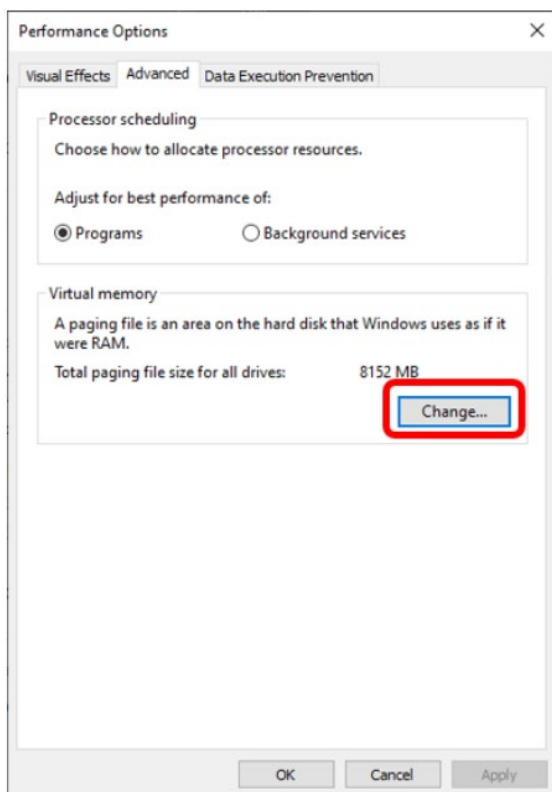 Performance Options
Visual Effects Advanced Data Execution Prevention
Processor scheduling
Choose how to allocate processor resources.
Adjust for best performance of:
Programs Background services
Virtual memory
A paging file is an area on the hard disk that Windows uses as if it
were RAM.
Total paging file size for all drives: 8152 MB
Change...
OK Cancel Apply